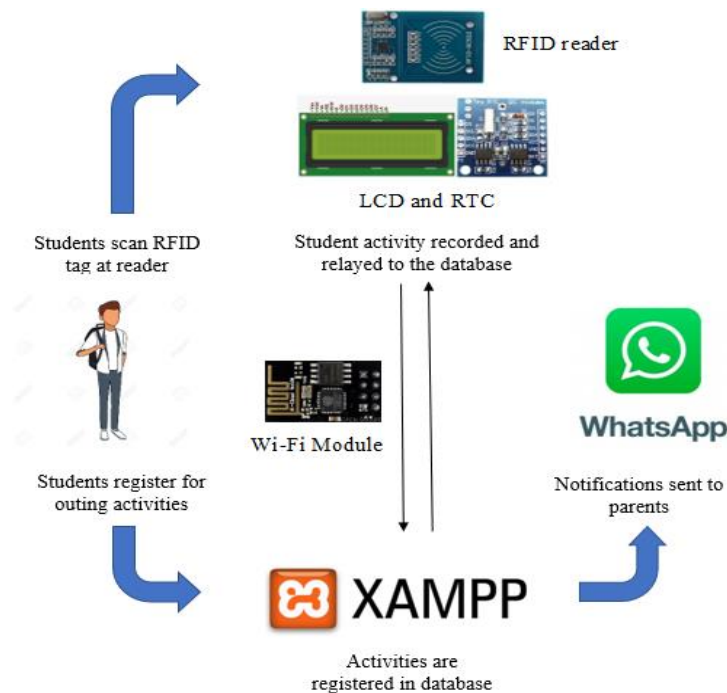 RFID reader
LCD and RTC
Students scan RFID
tag at reader
Student activity recorded and
relayed to the database
Wi-Fi Module
WhatsApp
Students register for
outing activities
Notifications sent to
parents
XAMPP
Activities are
registered in database